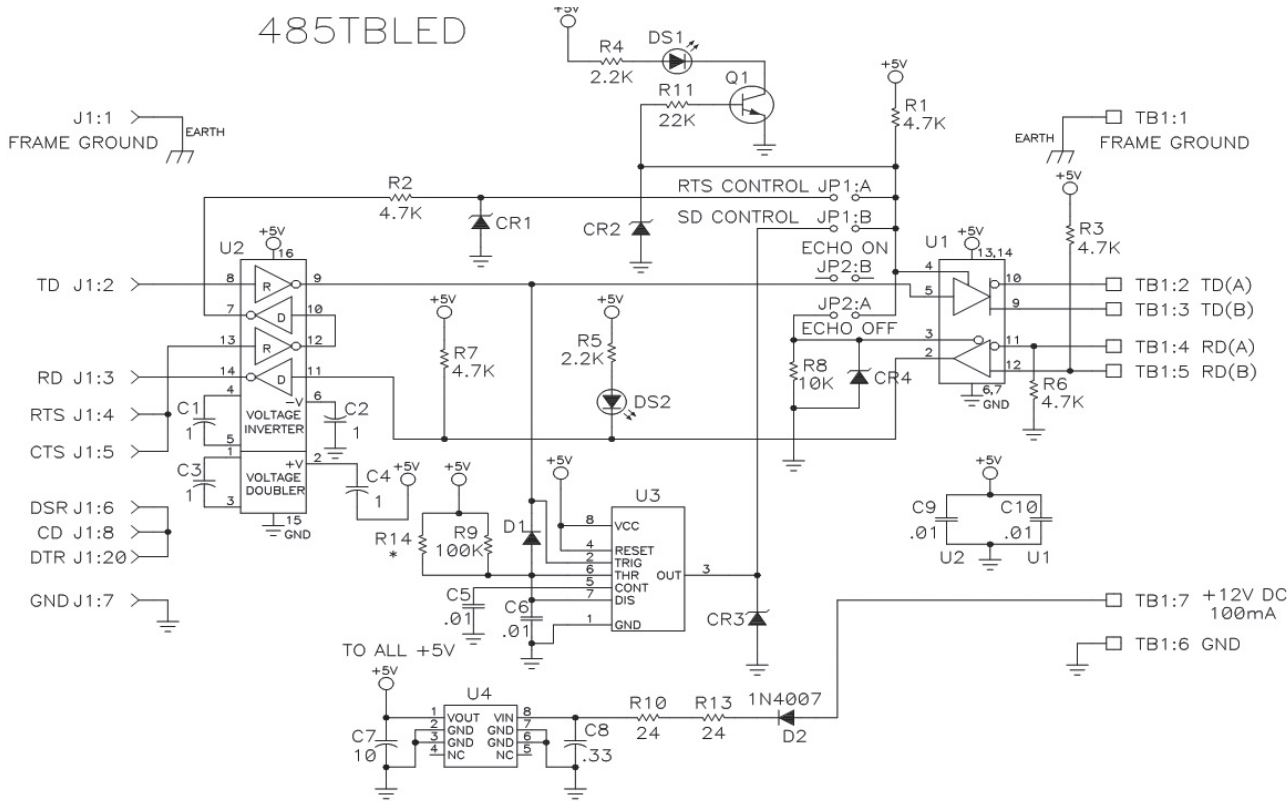 485TBLED
+5V
R4
2.2K
DS1
Q1
R11
22K
+5V
R1
4.7K
J1:1
FRAME GROUND
EARTH
EARTH
TB1:1
FRAME GROUND
R2
4.7K
CR1
CR2
RTS CONTROL JP1:A
SD CONTROL JP1:B
ECHO ON
JP2:B
JP2:A
ECHO OFF
+5V
R3
4.7K
U2
+5V
16
U1
+5V
13,14
TD J1:2
8
R
9
7
D
10
13
R
12
RD J1:3
14
D
11
RTS J1:4
CTS J1:5
4
-V
6
VOLTAGE
INVERTER
5
1
+V
2
VOLTAGE
DOUBLER
3
15
GND
C1
1
C2
1
C3
1
C4
1
+5V
+5V
R7
4.7K
+5V
R5
2.2K
DS2
R8
10K
CR4
4
5
10
9
3
2
11
12
6,7
GND
TB1:2 TD(A)
TB1:3 TD(B)
TB1:4 RD(A)
TB1:5 RD(B)
R6
4.7K
DSR J1:6
CD J1:8
DTR J1:20
GND J1:7
+5V
R14
*
R9
100K
D1
+5V
U3
8 VCC
4 RESET
2 TRIG
6 THR
5 CONT
7 DIS
1 GND
OUT 3
C5
.01
C6
.01
CR3
+5V
C9
.01
U2
C10
.01
U1
TB1:7 +12V DC
100mA
TB1:6 GND
TO ALL +5V
+5V
U4
1 VOUT VIN 8
2 GND GND 7
3 GND GND 6
4 NC NC 5
C7
10
C8
.33
R10
24
R13
24
1N4007
D2